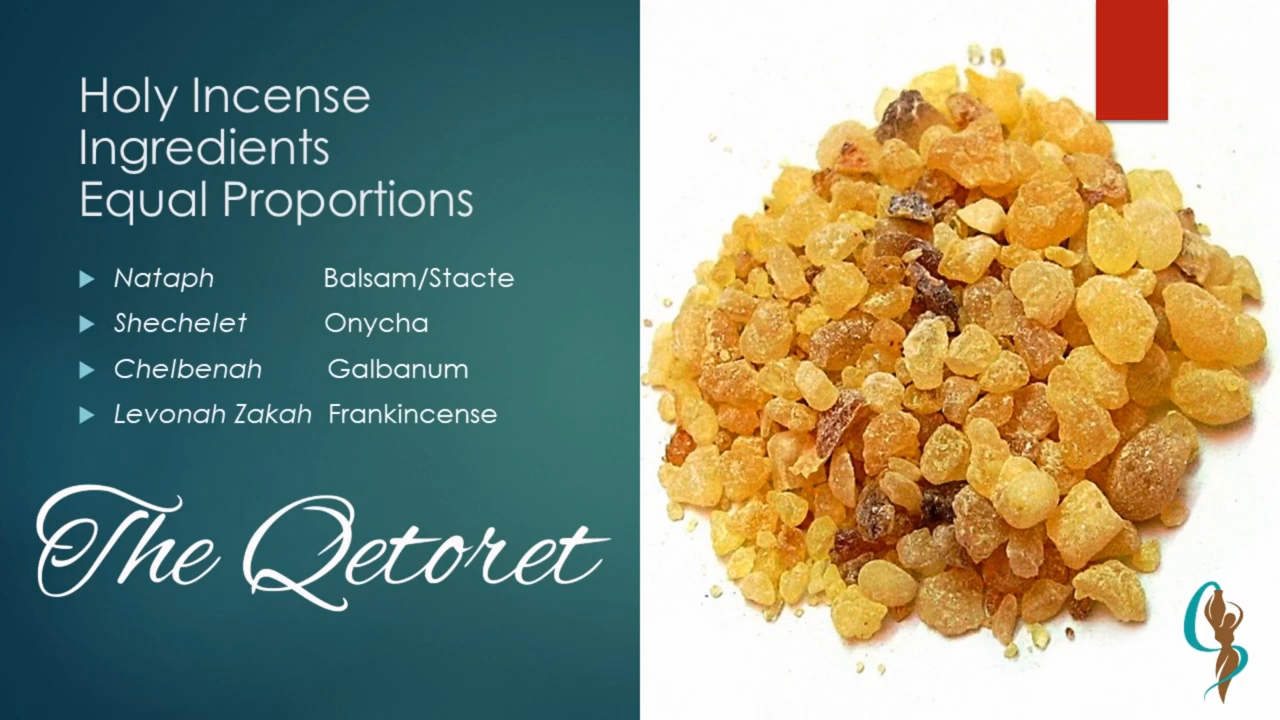 Holy Incense
Ingredients
Equal Proportions
Nataph Balsam/Stacte
Shechelet Onycha
Chelbenah Galbanum
Levonah Zakah Frankincense
The Qetoret